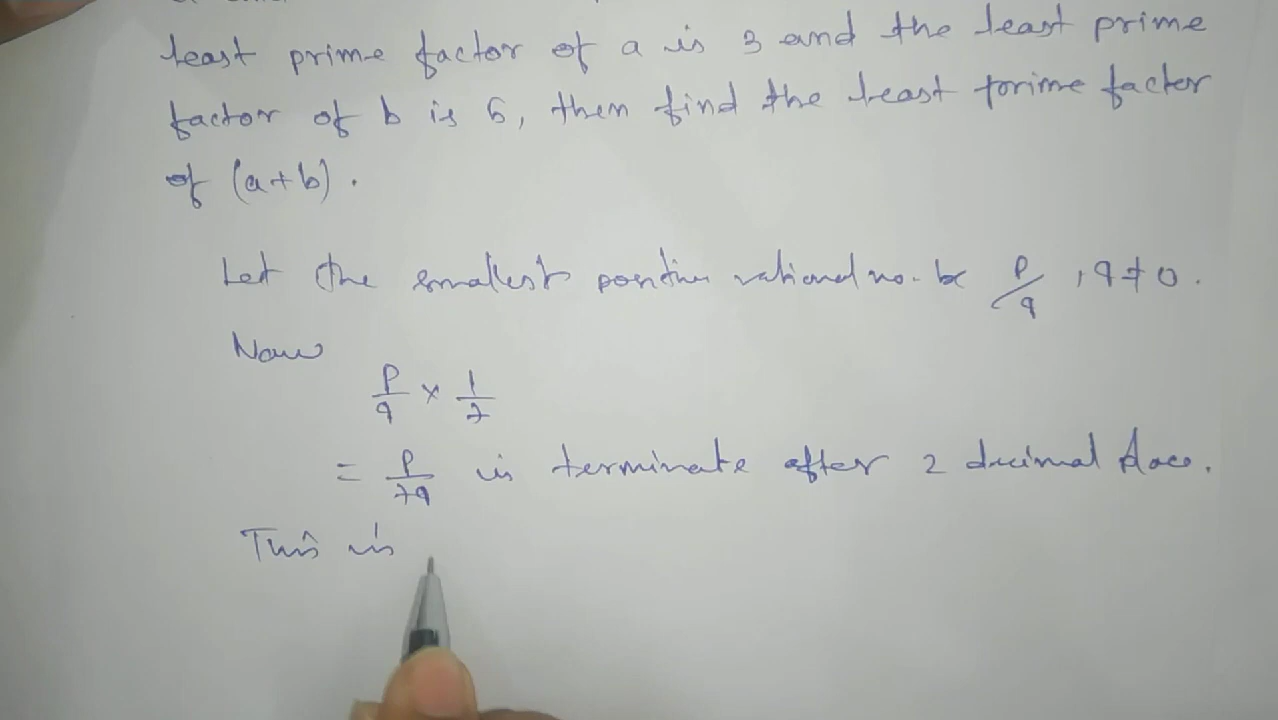 least prime factor of a is 3 and the least prime
factor of b is 5, then find the least prime factor
of (a+b).
Let the smallest positive rational no. be p/q , q≠0.
Now
p/q × 1/7
= p/7q is terminate after 2 decimal place.
This is